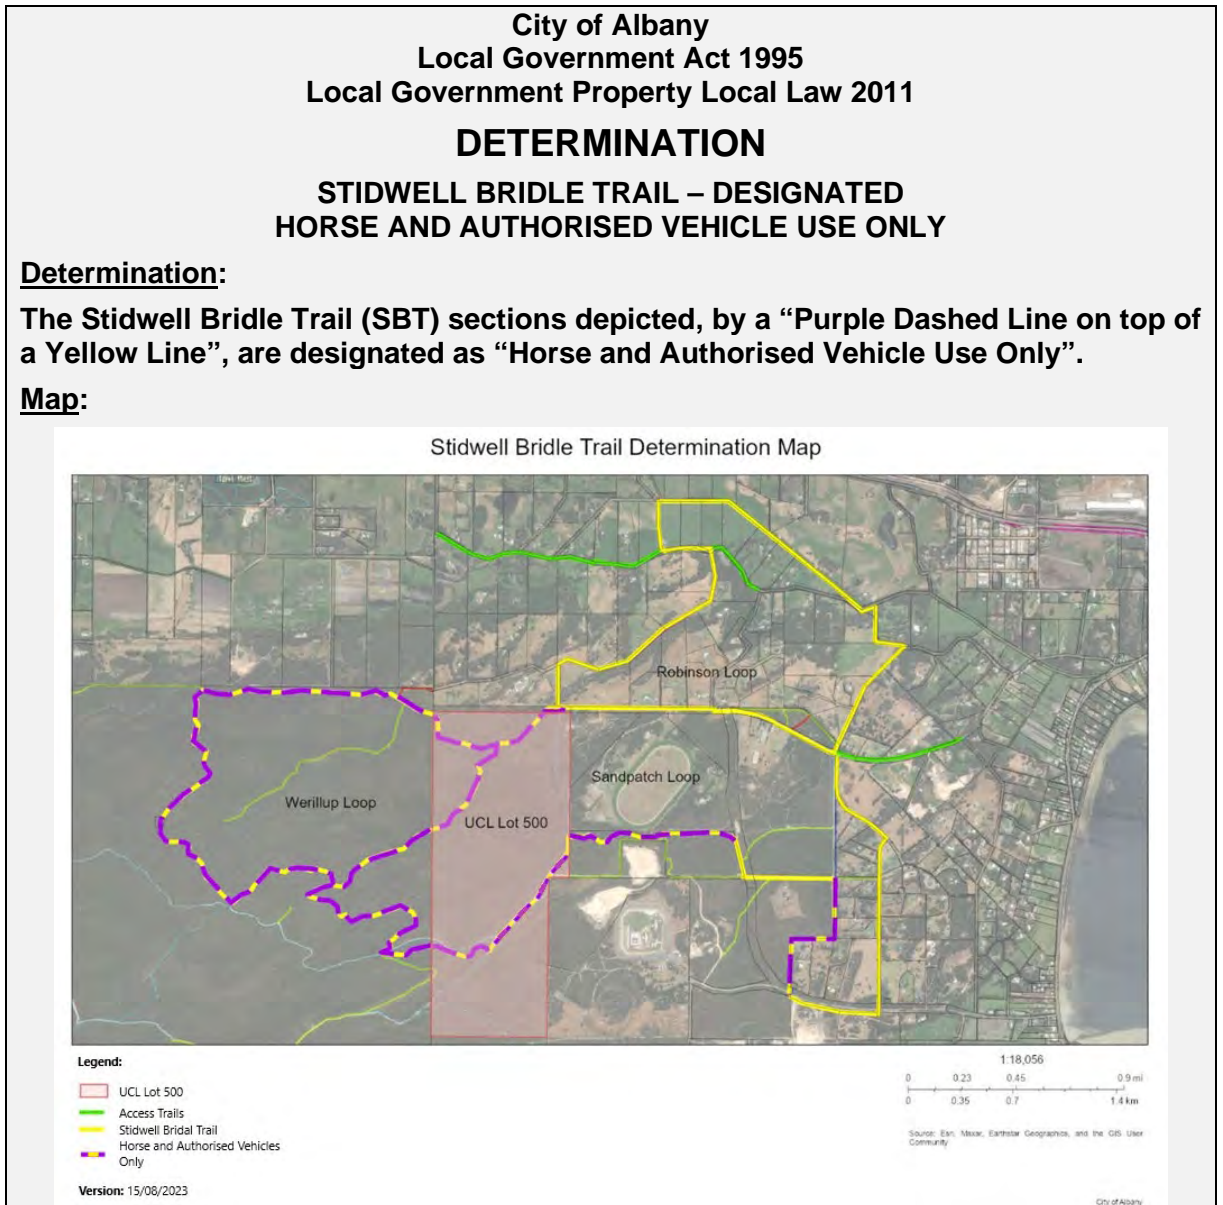 City of Albany
Local Government Act 1995
Local Government Property Local Law 2011
DETERMINATION
STIDWELL BRIDLE TRAIL – DESIGNATED
HORSE AND AUTHORISED VEHICLE USE ONLY
Determination:
The Stidwell Bridle Trail (SBT) sections depicted, by a “Purple Dashed Line on top of
a Yellow Line”, are designated as “Horse and Authorised Vehicle Use Only”.
Map:
Stidwell Bridle Trail Determination Map
Robinson Loop
Sandpatch Loop
Werillup Loop
UCL Lot 500
Legend:
UCL Lot 500
Access Trails
Stidwell Bridal Trail
Horse and Authorised Vehicles
Only
Version: 15/08/2023
1:18,056
0 0.23 0.45 0.9 mi
0 0.35 0.7 1.4 km
Source: Esri, Maxar, Earthstar Geographics, and the GIS User
Community
City of Albany